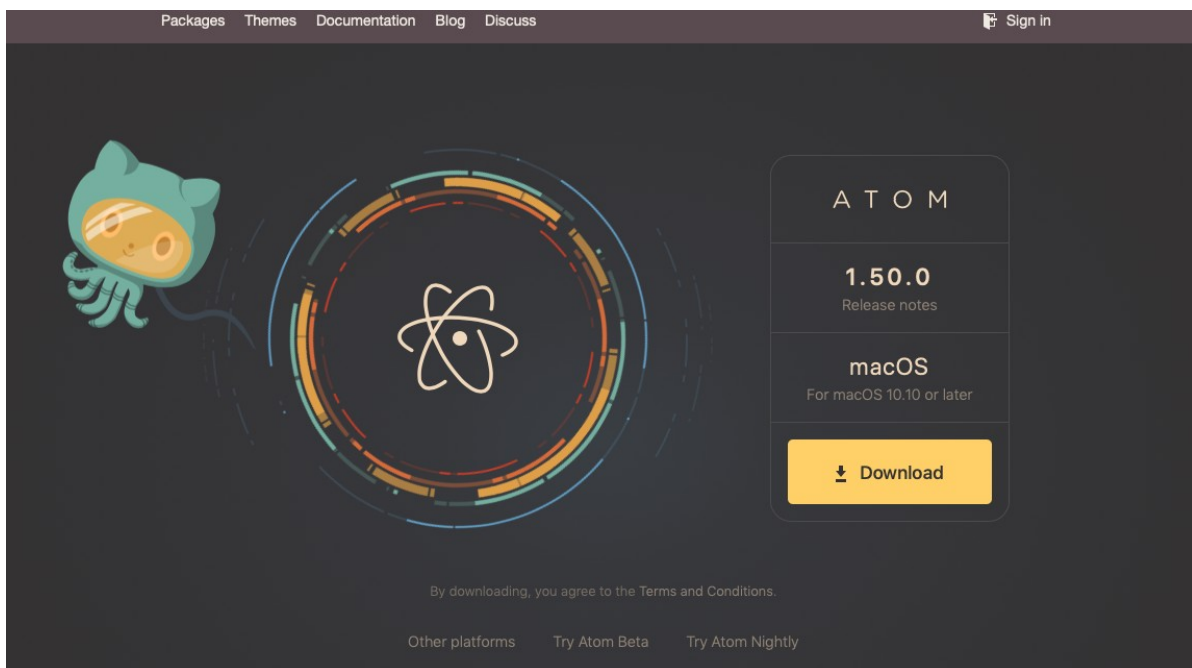 Packages Themes Documentation Blog Discuss Sign in
ATOM
1.50.0
Release notes
macOS
For macOS 10.10 or later
Download
By downloading, you agree to the Terms and Conditions.
Other platforms Try Atom Beta Try Atom Nightly